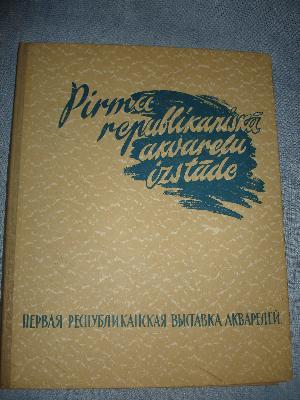 Pirmā
republikāniskā
akvareļu
izstāde
ПЕРВАЯ РЕСПУБЛИКАНСКАЯ ВЫСТАВКА АКВАРЕЛЕЙ